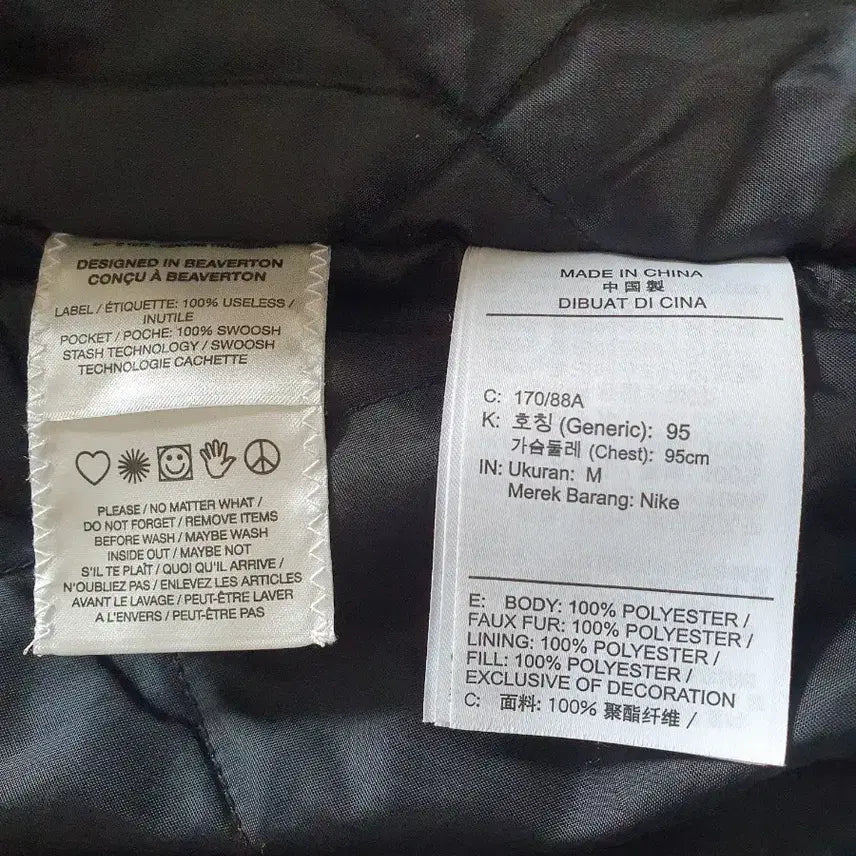 DESIGNED IN BEAVERTON
CONÇU À BEAVERTON
LABEL / ÉTIQUETTE: 100% USELESS /
INUTILE
POCKET / POCHE: 100% SWOOSH
STASH TECHNOLOGY / SWOOSH
TECHNOLOGIE CACHETTE
PLEASE / NO MATTER WHAT /
DO NOT FORGET / REMOVE ITEMS
BEFORE WASH / MAYBE WASH
INSIDE OUT / MAYBE NOT
S'IL TE PLAÎT / QUOI QU'IL ARRIVE /
N'OUBLIEZ PAS / ENLEVEZ LES ARTICLES
AVANT LE LAVAGE / PEUT-ÊTRE LAVER
A L'ENVERS / PEUT-ÊTRE PAS
MADE IN CHINA
中国製
DIBUAT DI CINA
C: 170/88A
K: 호칭 (Generic): 95
가슴둘레 (Chest): 95cm
IN: Ukuran: M
Merek Barang: Nike
E: BODY: 100% POLYESTER /
FAUX FUR: 100% POLYESTER /
LINING: 100% POLYESTER /
FILL: 100% POLYESTER /
EXCLUSIVE OF DECORATION
C: 面料: 100% 聚酯纤维 /